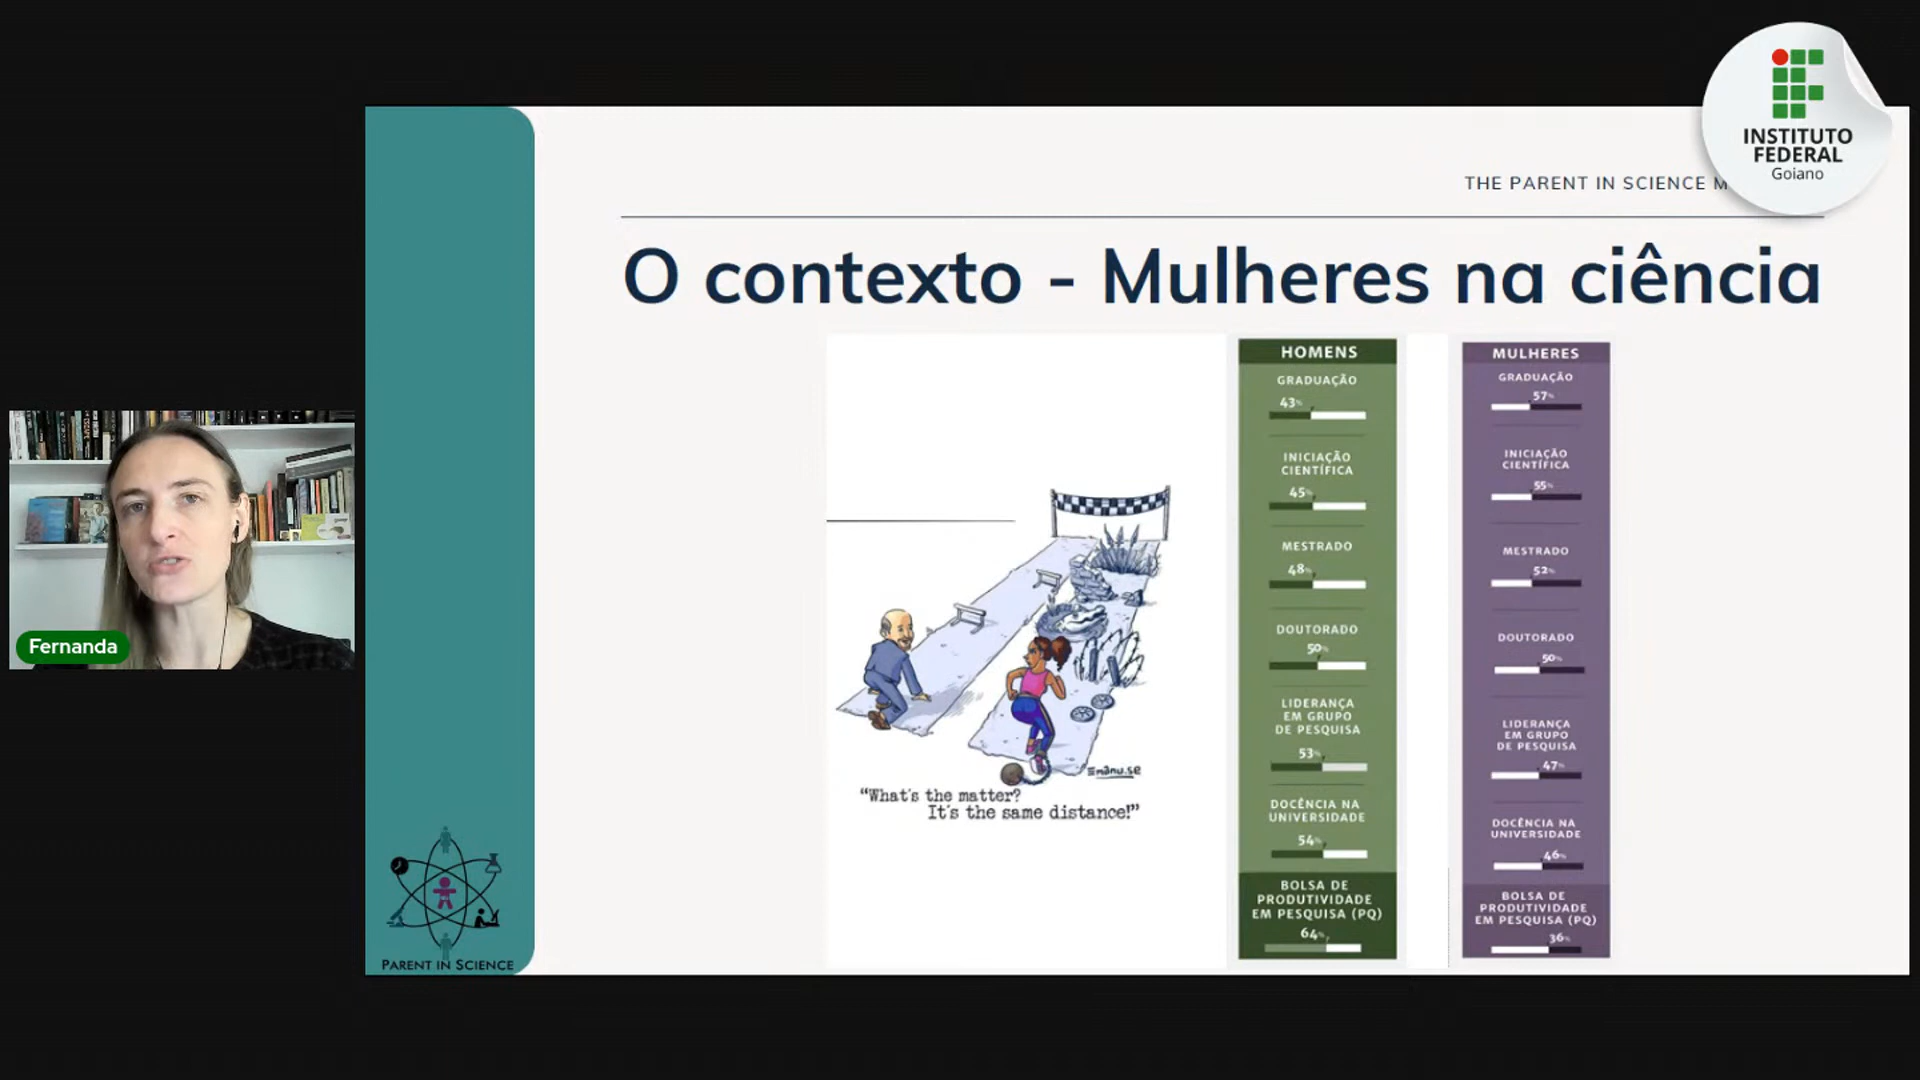 INSTITUTO
FEDERAL
Goiano
THE PARENT IN SCIENCE M
O contexto - Mulheres na ciência
HOMENS
GRADUAÇÃO
43%
INICIAÇÃO
CIENTÍFICA
45%
MESTRADO
48%
DOUTORADO
50%
LIDERANÇA
EM GRUPO
DE PESQUISA
53%
DOCÊNCIA NA
UNIVERSIDADE
54%
BOLSA DE
PRODUTIVIDADE
EM PESQUISA (PQ)
64%
MULHERES
GRADUAÇÃO
57%
INICIAÇÃO
CIENTÍFICA
55%
MESTRADO
52%
DOUTORADO
50%
LIDERANÇA
EM GRUPO
DE PESQUISA
47%
DOCÊNCIA NA
UNIVERSIDADE
46%
BOLSA DE
PRODUTIVIDADE
EM PESQUISA (PQ)
36%
emanu.se
"What's the matter?
It's the same distance!"
Fernanda
PARENT IN SCIENCE